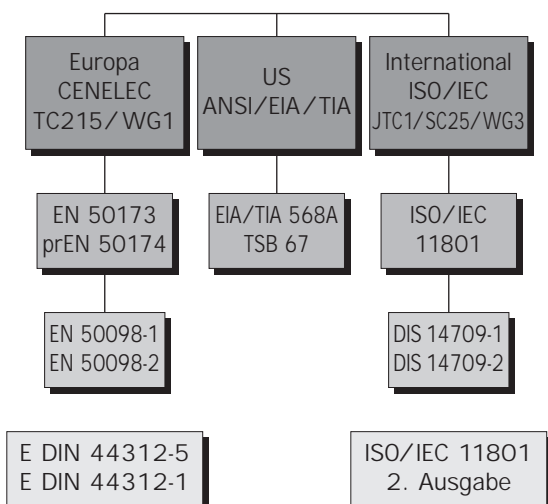 Europa
CENELEC
TC215/WG1
US
ANSI/EIA/TIA
International
ISO/IEC
JTC1/SC25/WG3
EN 50173
prEN 50174
EIA/TIA 568A
TSB 67
ISO/IEC
11801
EN 50098-1
EN 50098-2
DIS 14709-1
DIS 14709-2
E DIN 44312-5
E DIN 44312-1
ISO/IEC 11801
2. Ausgabe